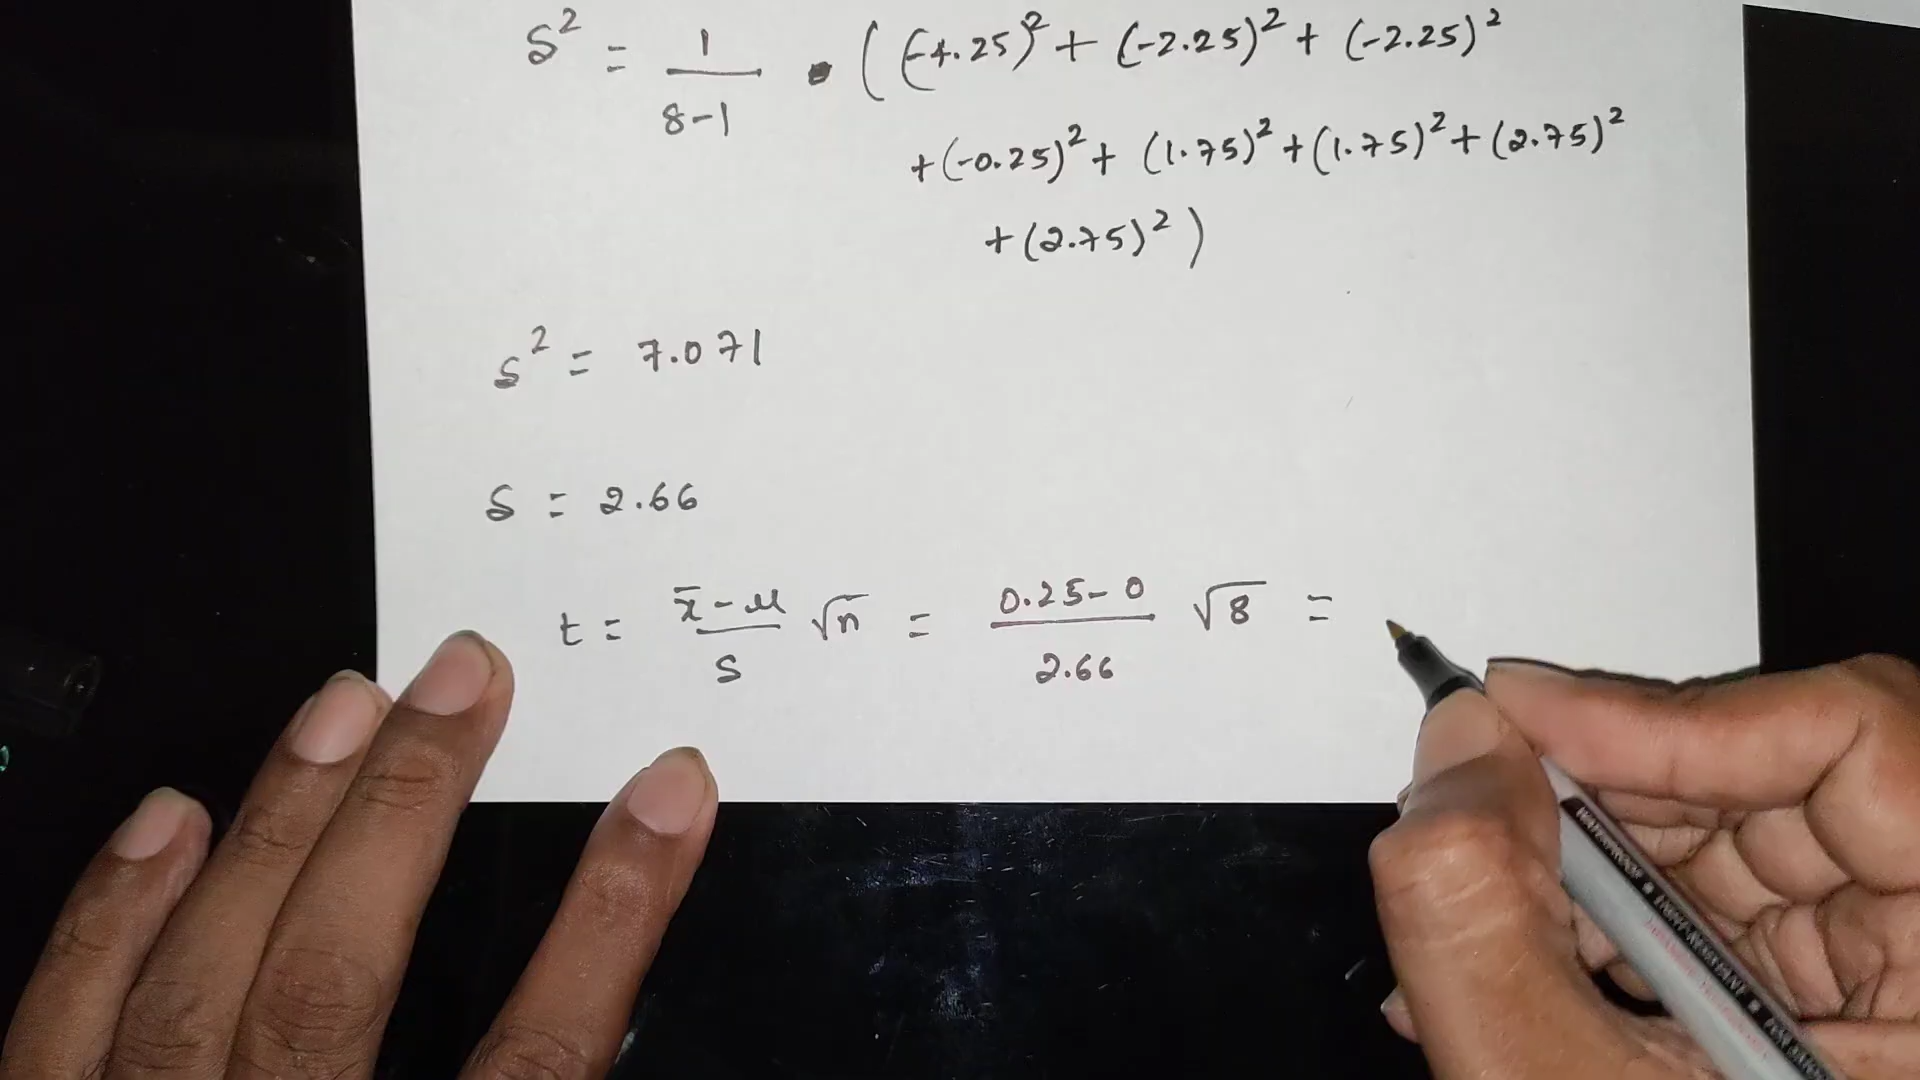 S² = 1/(8-1) • ((-4.25)² + (-2.25)² + (-2.25)²
+ (-0.25)² + (1.75)² + (1.75)² + (2.75)²
+ (2.75)²)
s² = 7.071
S = 2.66
t = (x̄ - μ)/S √n = (0.25 - 0)/2.66 √8 =